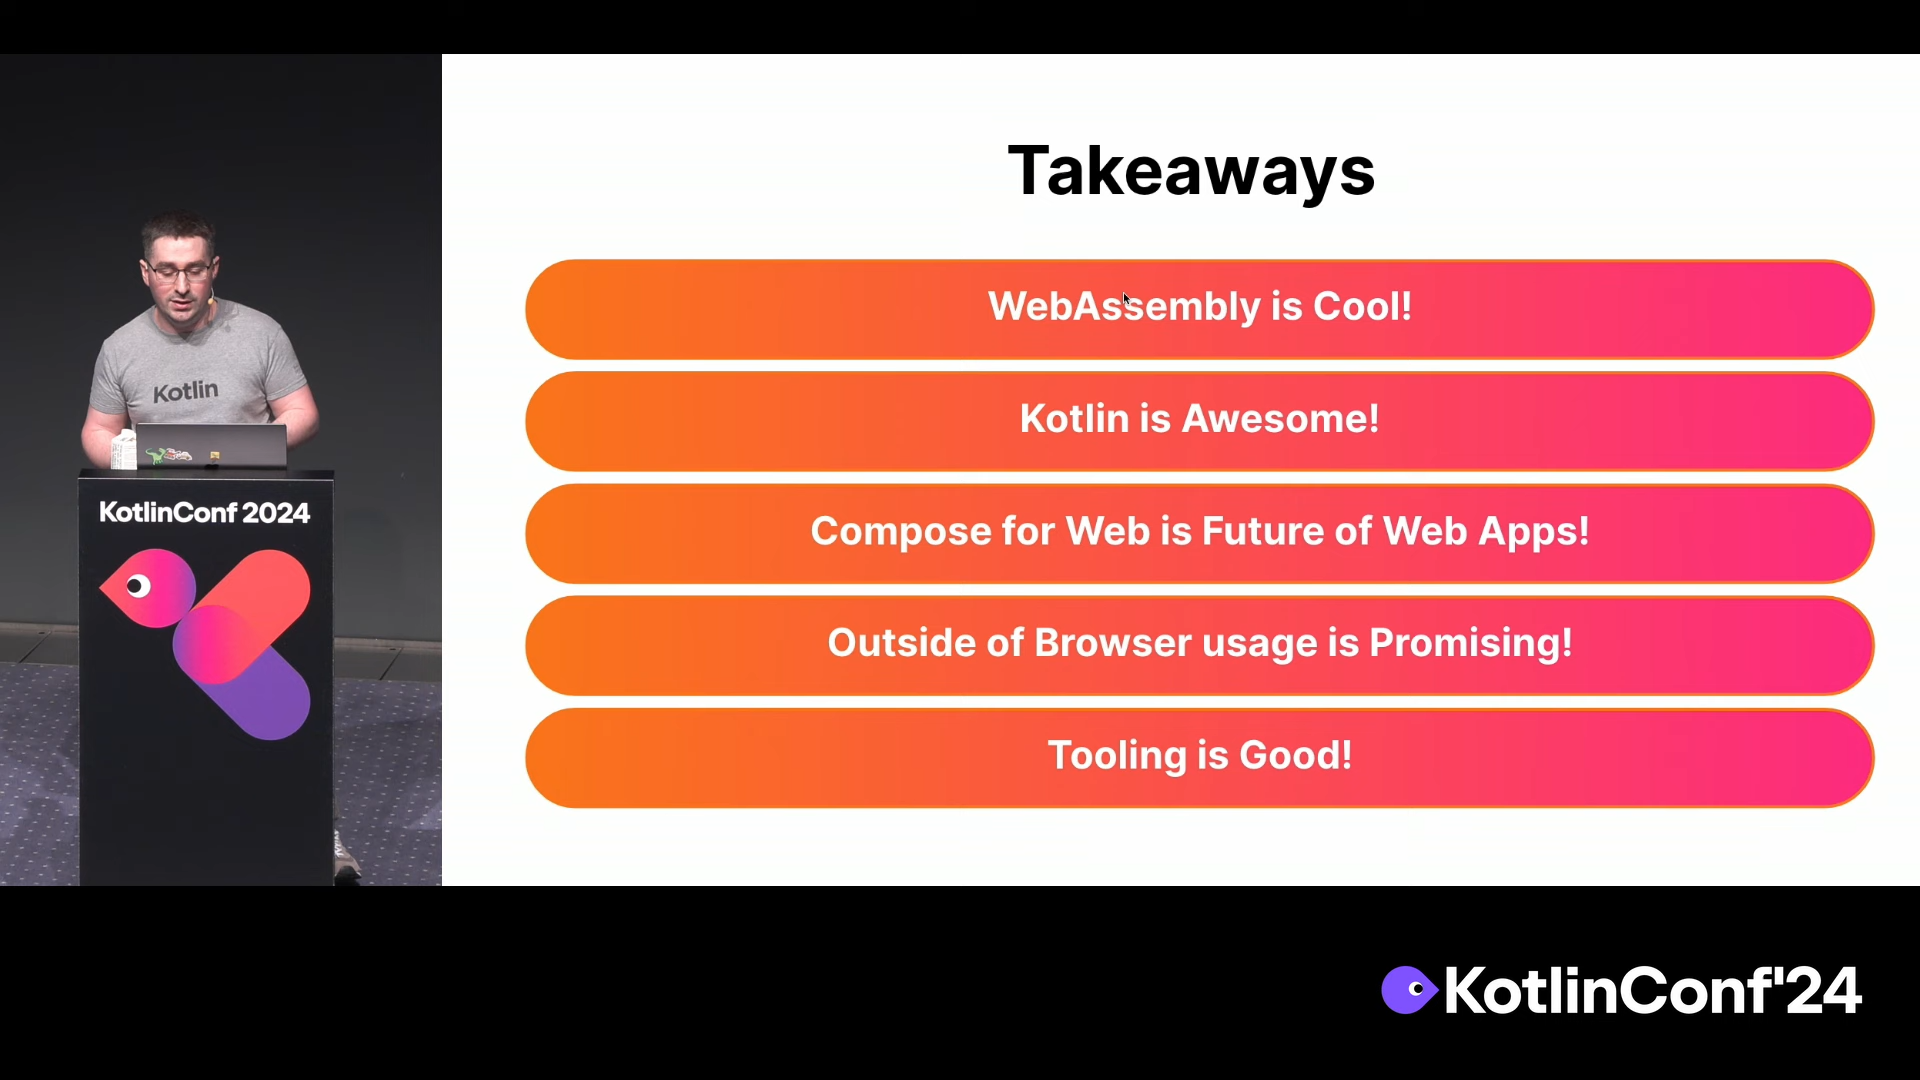 Takeaways
WebAssembly is Cool!
Kotlin is Awesome!
Compose for Web is Future of Web Apps!
Outside of Browser usage is Promising!
Tooling is Good!
Kotlin
KotlinConf 2024
KotlinConf'24